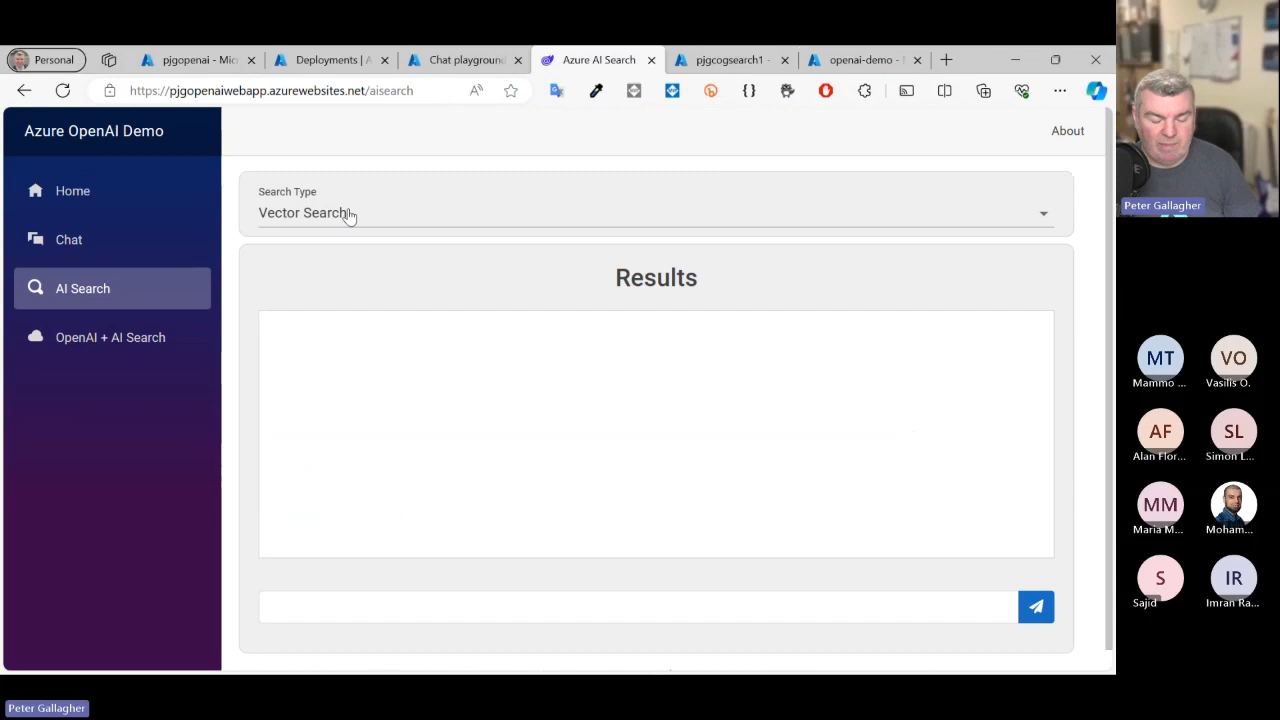 Personal
pjgopenai - Mic
Deployments | A
Chat playground
Azure AI Search
pjgcogsearch1 -
openai-demo -
https://pjgopenaiwebapp.azurewebsites.net/aisearch
Azure OpenAI Demo
About
Home
Chat
AI Search
OpenAI + AI Search
Search Type
Vector Search
Results
Peter Gallagher
MT
VO
Mammo ...
Vasilis O.
AF
SL
Alan Flor...
Simon L...
MM
Maria M...
Moham...
S
IR
Sajid
Imran Ra...
Peter Gallagher